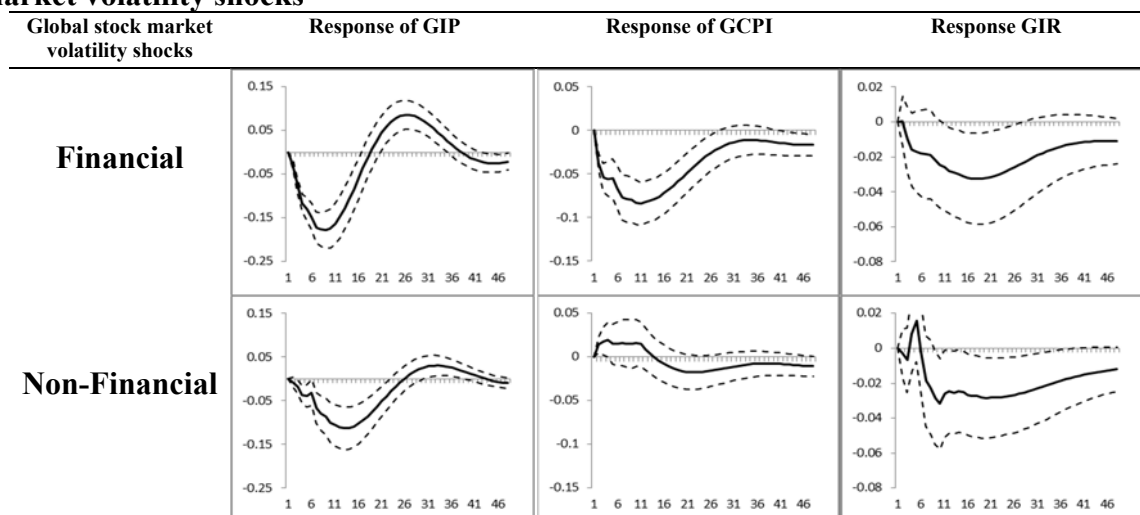 market volatility shocks
Global stock market
volatility shocks
Response of GIP
Response of GCPI
Response GIR
Financial
0.15
0.05
-0.05
-0.15
-0.25
1 6 11 16 21 26 31 36 41 46
0.05
0
-0.05
-0.1
-0.15
1 6 11 16 21 26 31 36 41 46
0.02
0
-0.02
-0.04
-0.06
-0.08
1 6 11 16 21 26 31 36 41 46
Non-Financial
0.15
0.05
-0.05
-0.15
-0.25
1 6 11 16 21 26 31 36 41 46
0.05
0
-0.05
-0.1
-0.15
1 6 11 16 21 26 31 36 41 46
0.02
0
-0.02
-0.04
-0.06
-0.08
1 6 11 16 21 26 31 36 41 46